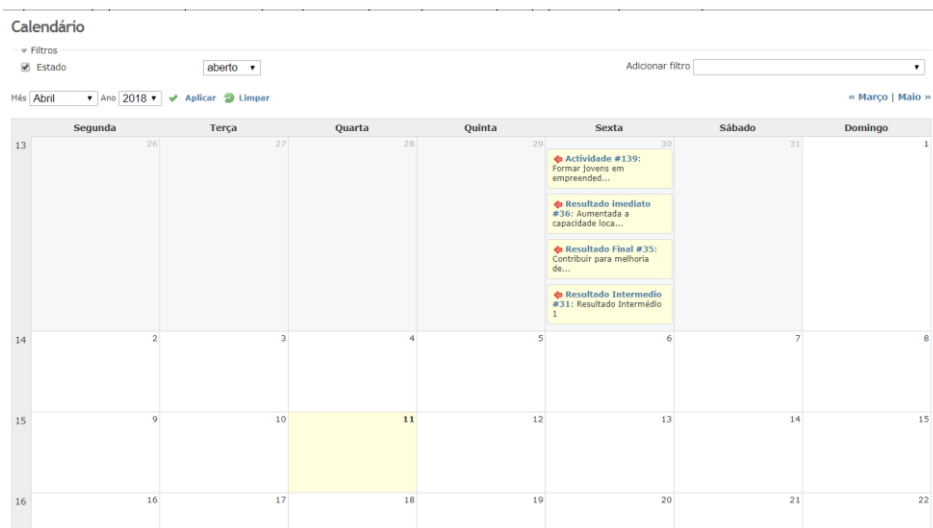 Calendário
Filtros
Estado aberto Adicionar filtro
Mês Abril Ano 2018 Aplicar Limpar « Março | Maio »
Segunda Terça Quarta Quinta Sexta Sábado Domingo
13 26 27 28 29 30 31 1
Actividade #139:
Formar jovens em
empreended...
Resultado imediato
#36: Aumentada a
capacidade loca...
Resultado Final #35:
Contribuir para melhoria
de...
Resultado Intermedio
#31: Resultado Intermédio
1
14 2 3 4 5 6 7 8
15 9 10 11 12 13 14 15
16 16 17 18 19 20 21 22